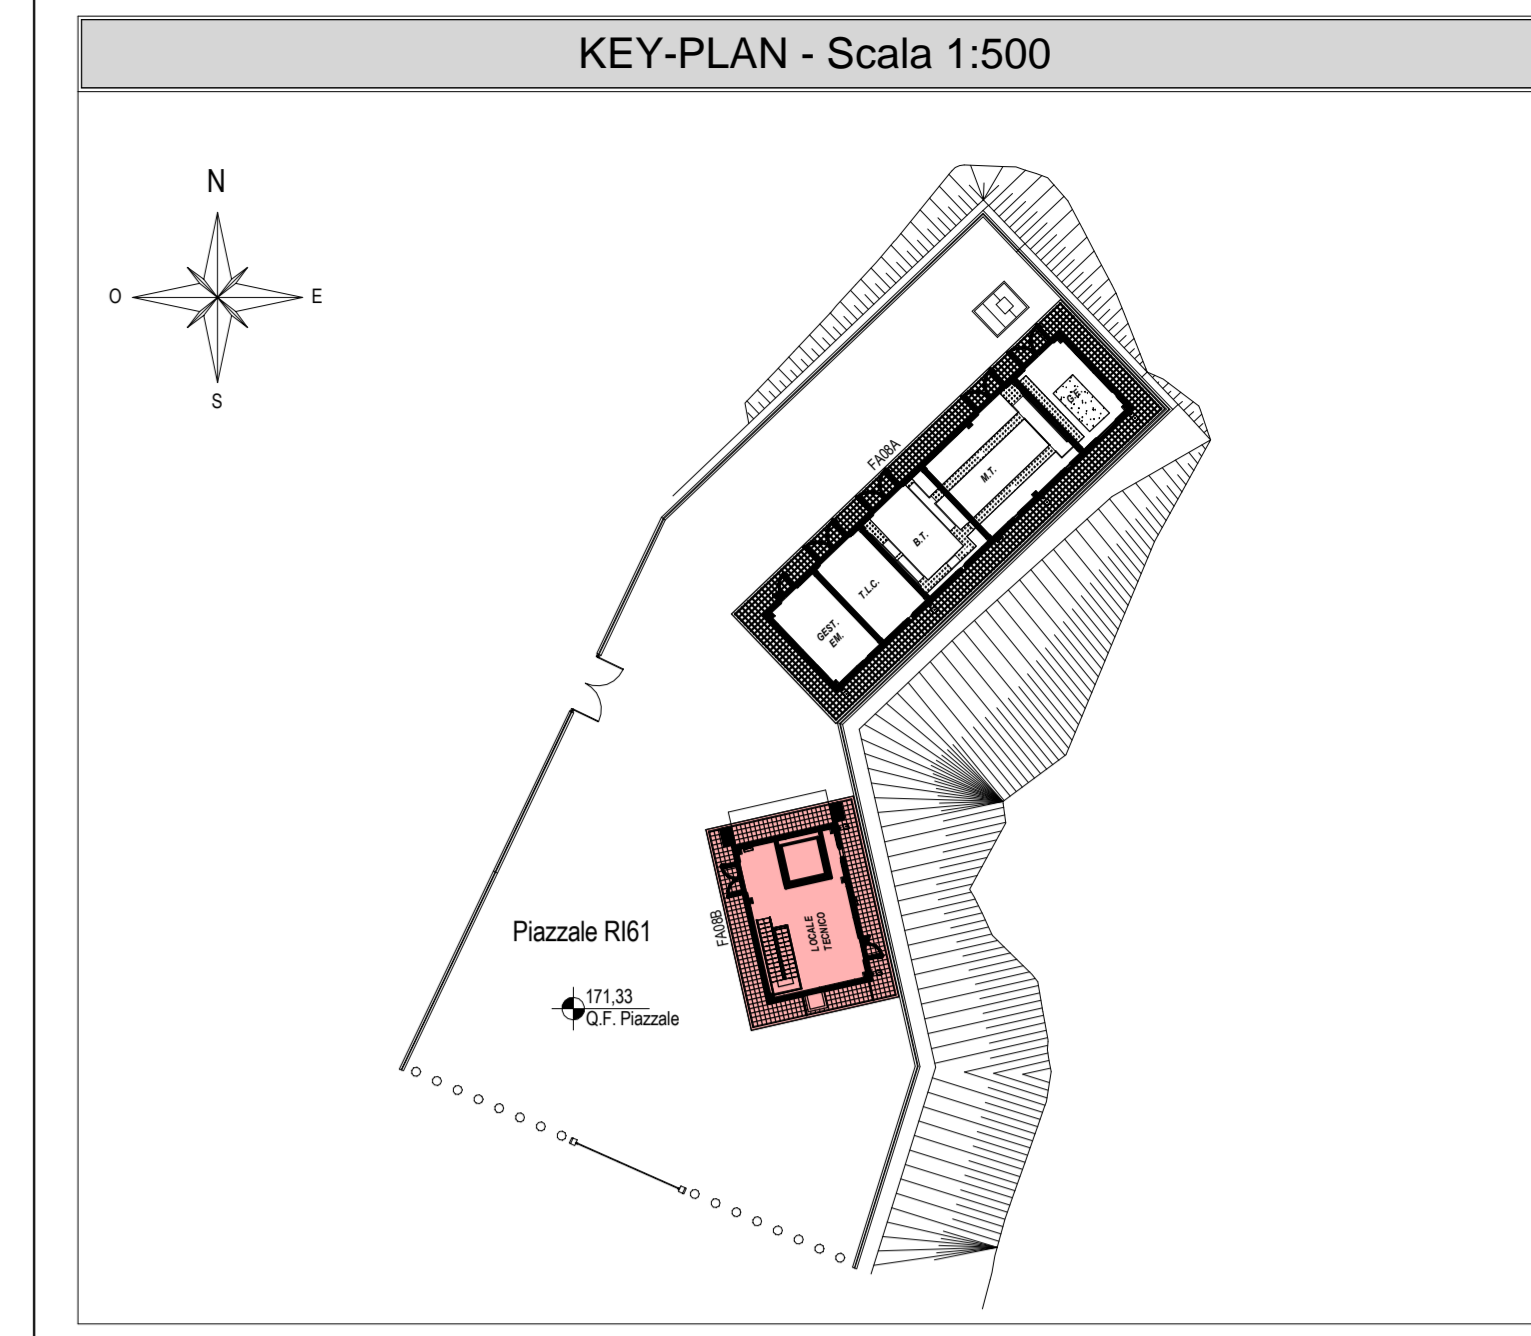 KEY-PLAN - Scala 1:500
N
O
E
S
G.E.
FA08A
M.T.
B.T.
T.L.C.
GEST.
EM.
FA08B
LOCALE
TECNICO
Piazzale RI61
171,33
Q.F. Piazzale